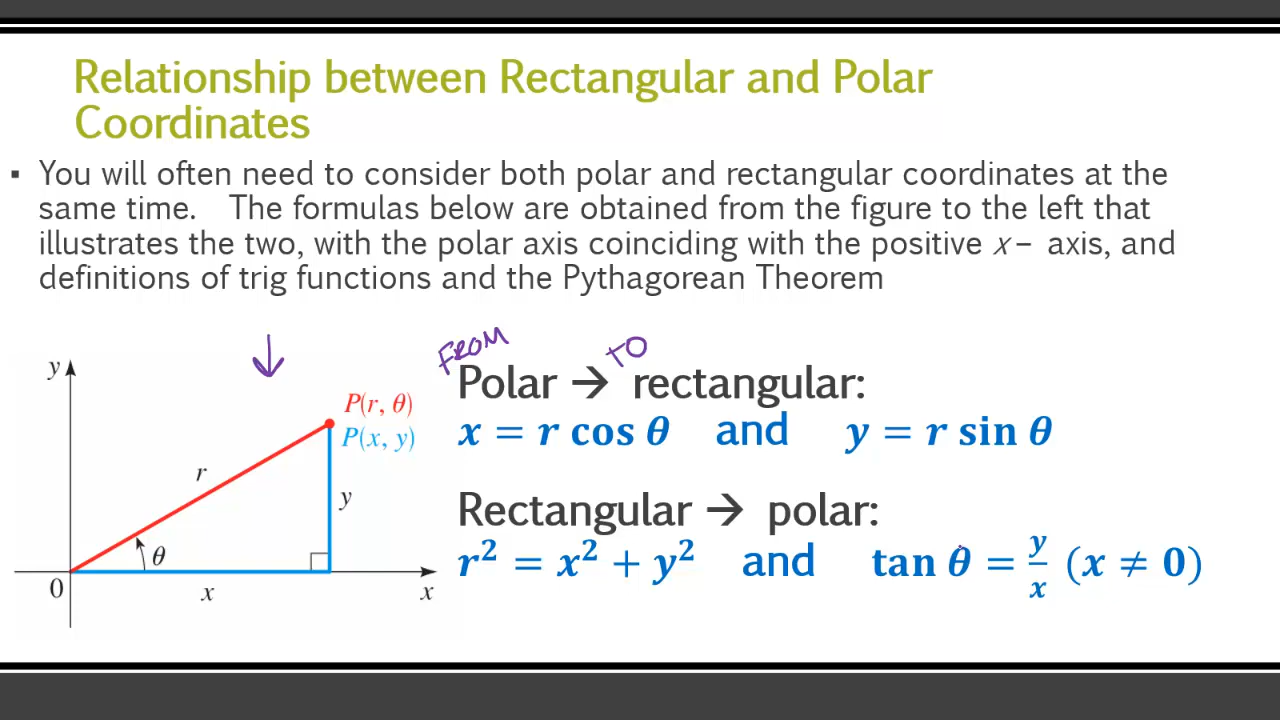 Relationship between Rectangular and Polar
Coordinates
▪ You will often need to consider both polar and rectangular coordinates at the
same time. The formulas below are obtained from the figure to the left that
illustrates the two, with the polar axis coinciding with the positive x – axis, and
definitions of trig functions and the Pythagorean Theorem
FROM TO
Polar → rectangular:
x = r cos θ and y = r sin θ
Rectangular → polar:
r² = x² + y² and tan θ = y/x (x ≠ 0)
y
P(r, θ)
P(x, y)
r
y
θ
0
x
x